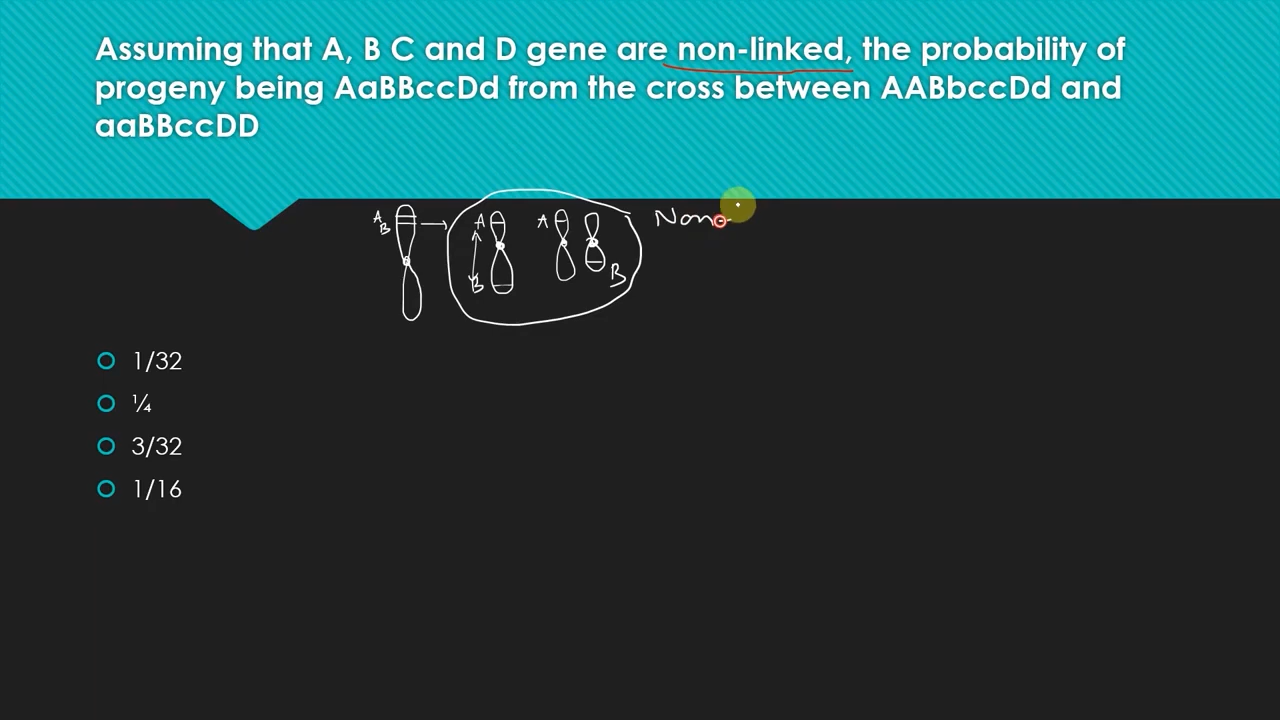 Assuming that A, B C and D gene are non-linked, the probability of
progeny being AaBBccDd from the cross between AABbccDd and
aaBBccDD
A
B
A
B
A
B
Non-
1/32
¼
3/32
1/16